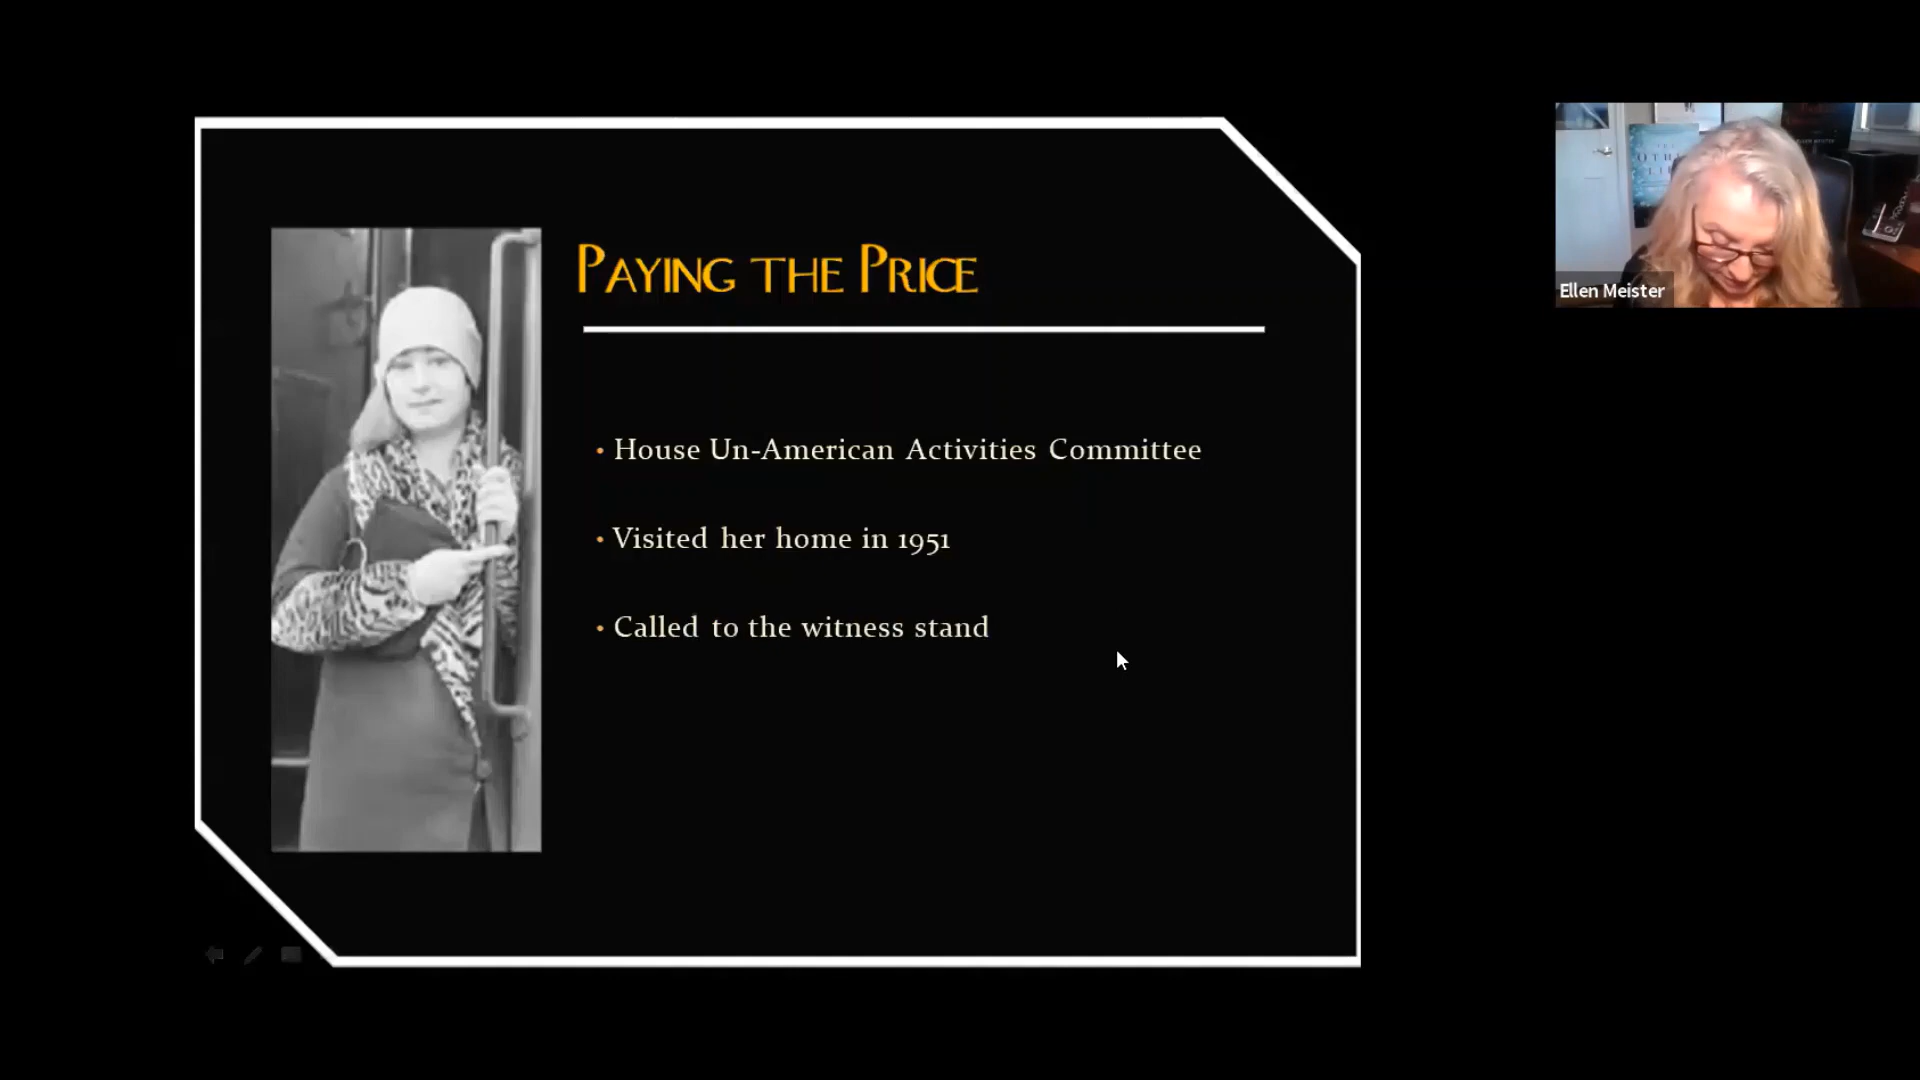 PAYING THE PRICE
• House Un-American Activities Committee
• Visited her home in 1951
• Called to the witness stand
Ellen Meister